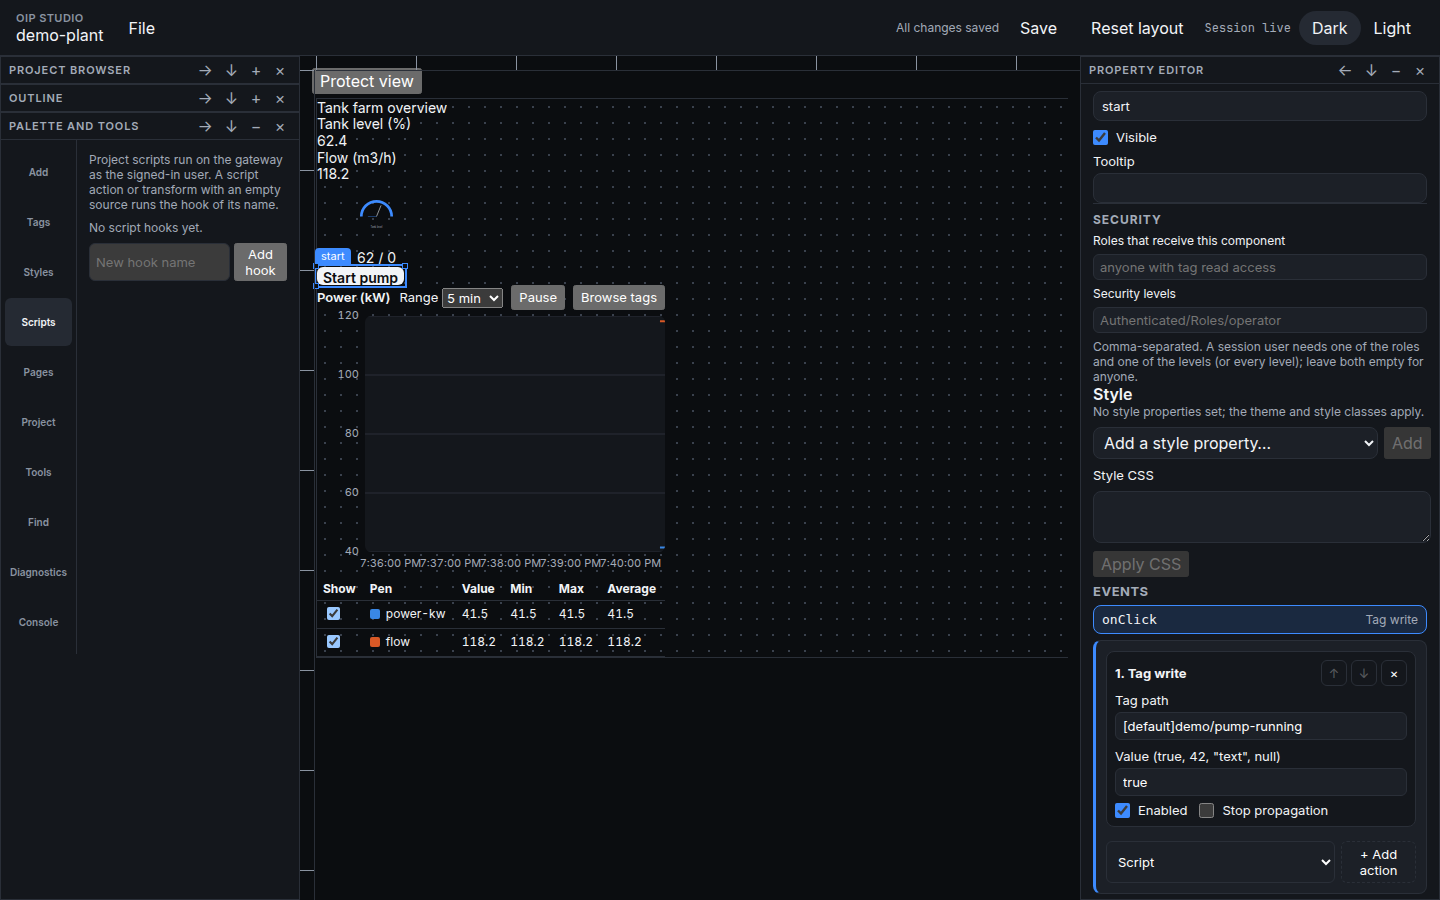 OIP STUDIO
demo-plant
File
All changes saved
Save
Reset layout
Session live
Dark
Light
PROJECT BROWSER
OUTLINE
PALETTE AND TOOLS
Add
Tags
Styles
Scripts
Pages
Project
Tools
Find
Diagnostics
Console
Project scripts run on the gateway
as the signed-in user. A script
action or transform with an empty
source runs the hook of its name.
No script hooks yet.
New hook name
Add
hook
Protect view
Tank farm overview
Tank level (%)
62.4
Flow (m3/h)
118.2
start
62 / 0
Start pump
Power (kW)
Range
5 min
Pause
Browse tags
120
100
80
60
40
7:36:00 PM
7:37:00 PM
7:38:00 PM
7:39:00 PM
7:40:00 PM
Show Pen Value Min Max Average
power-kw 41.5 41.5 41.5 41.5
flow 118.2 118.2 118.2 118.2
PROPERTY EDITOR
start
Visible
Tooltip
SECURITY
Roles that receive this component
anyone with tag read access
Security levels
Authenticated/Roles/operator
Comma-separated. A session user needs one of the roles
and one of the levels (or every level); leave both empty for
anyone.
Style
No style properties set; the theme and style classes apply.
Add a style property...
Add
Style CSS
Apply CSS
EVENTS
onClick
Tag write
1. Tag write
Tag path
[default]demo/pump-running
Value (true, 42, "text", null)
true
Enabled
Stop propagation
Script
+ Add
action